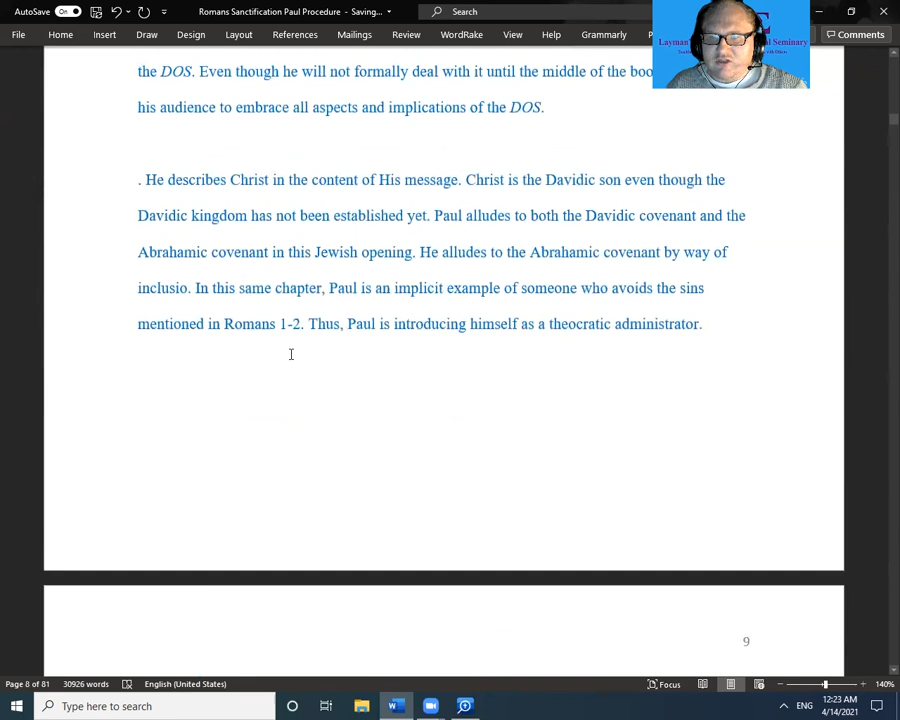 AutoSave On Romans Sanctification Paul Procedure - Saving... Search
File Home Insert Draw Design Layout References Mailings Review WordRake View Help Grammarly Comments
Layman Seminary
the DOS. Even though he will not formally deal with it until the middle of the
his audience to embrace all aspects and implications of the DOS.
. He describes Christ in the content of His message. Christ is the Davidic son even though the
Davidic kingdom has not been established yet. Paul alludes to both the Davidic covenant and the
Abrahamic covenant in this Jewish opening. He alludes to the Abrahamic covenant by way of
inclusio. In this same chapter, Paul is an implicit example of someone who avoids the sins
mentioned in Romans 1-2. Thus, Paul is introducing himself as a theocratic administrator.
9
Page 8 of 81 30926 words English (United States) Focus 140%
Type here to search ENG 12:23 AM
4/14/2021